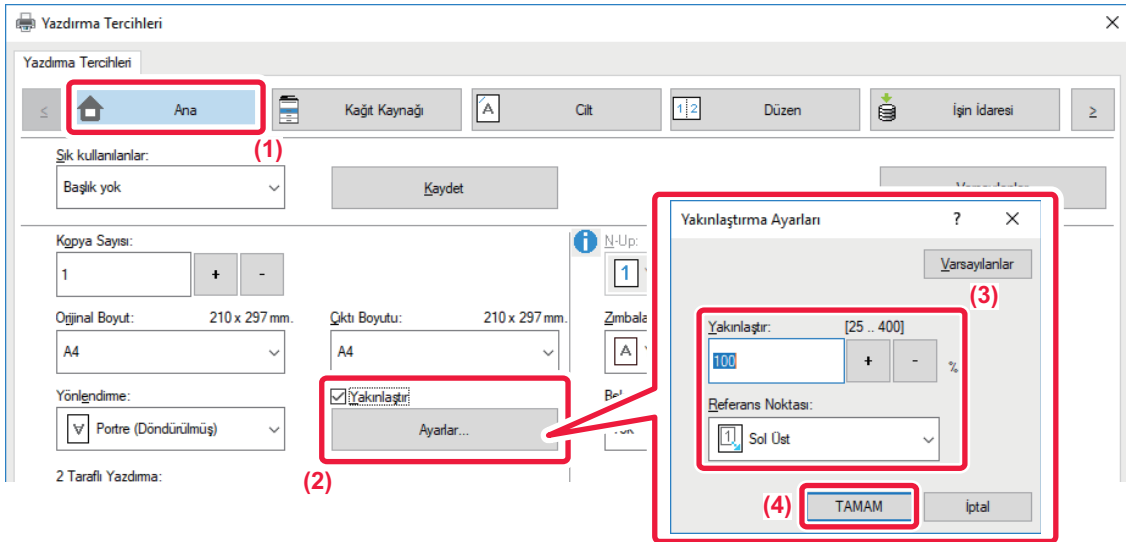 Yazdırma Tercihleri
Yazdırma Tercihleri
Ana
Kağıt Kaynağı
Cilt
Düzen
İşin İdaresi
(1)
Sık kullanılanlar:
Başlık yok
Kaydet
Kopya Sayısı:
1
+ -
N-Up:
1
Orijinal Boyut: 210 x 297 mm.
A4
Çıktı Boyutu: 210 x 297 mm.
A4
Zımbala
Yönlendirme:
Portre (Döndürülmüş)
Yakınlaştır
Ayarlar...
(2)
2 Taraflı Yazdırma:
Yakınlaştırma Ayarları ?
Varsayılanlar
(3)
Yakınlaştır: [25 .. 400]
100 + - %
Referans Noktası:
1 Sol Üst
(4)
TAMAM
İptal